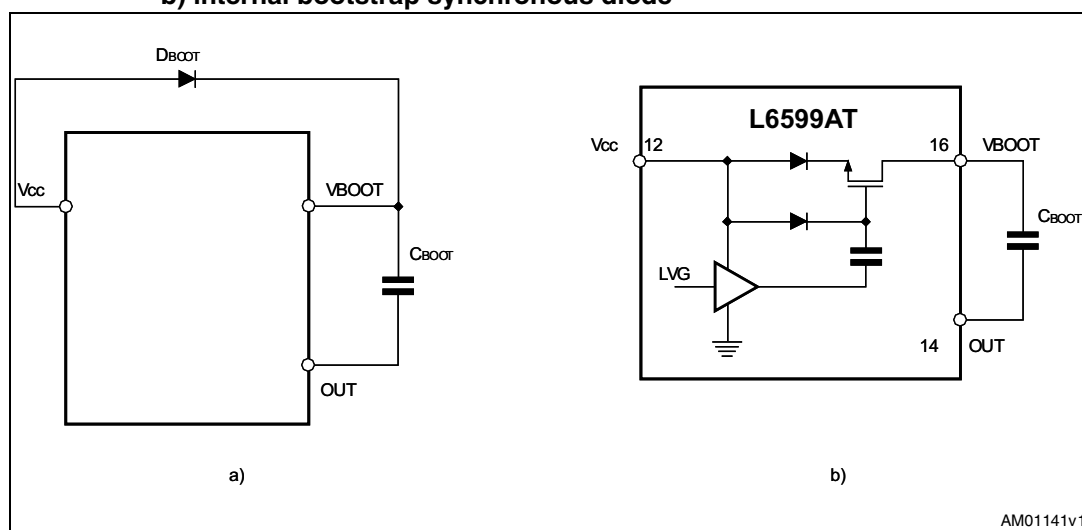 b) internal bootstrap synchronous diode
DBOOT
Vcc
VBOOT
CBOOT
OUT
a)
L6599AT
Vcc 12
16 VBOOT
CBOOT
LVG
14 OUT
b)
AM01141v1